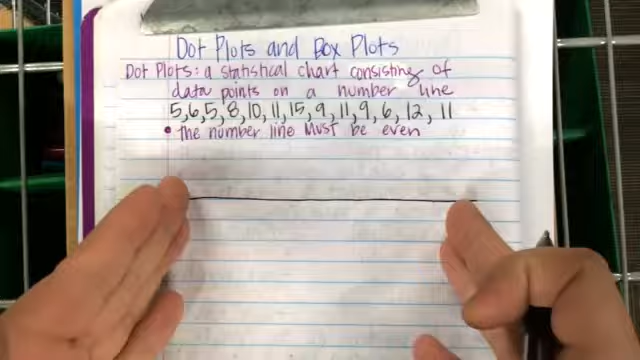 Dot Plots and Box Plots
Dot Plots: a statistical chart consisting of
data points on a number line
5,6,5,8,10,11,15,9,11,9,6,12,11
• the number line must be even